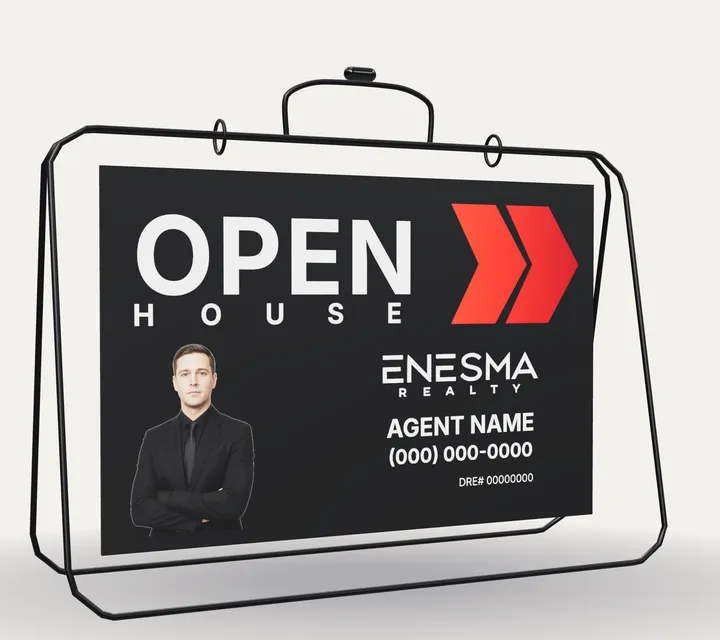 OPEN
HOUSE
ENESMA
REALTY
AGENT NAME
(000) 000-0000
DRE# 00000000